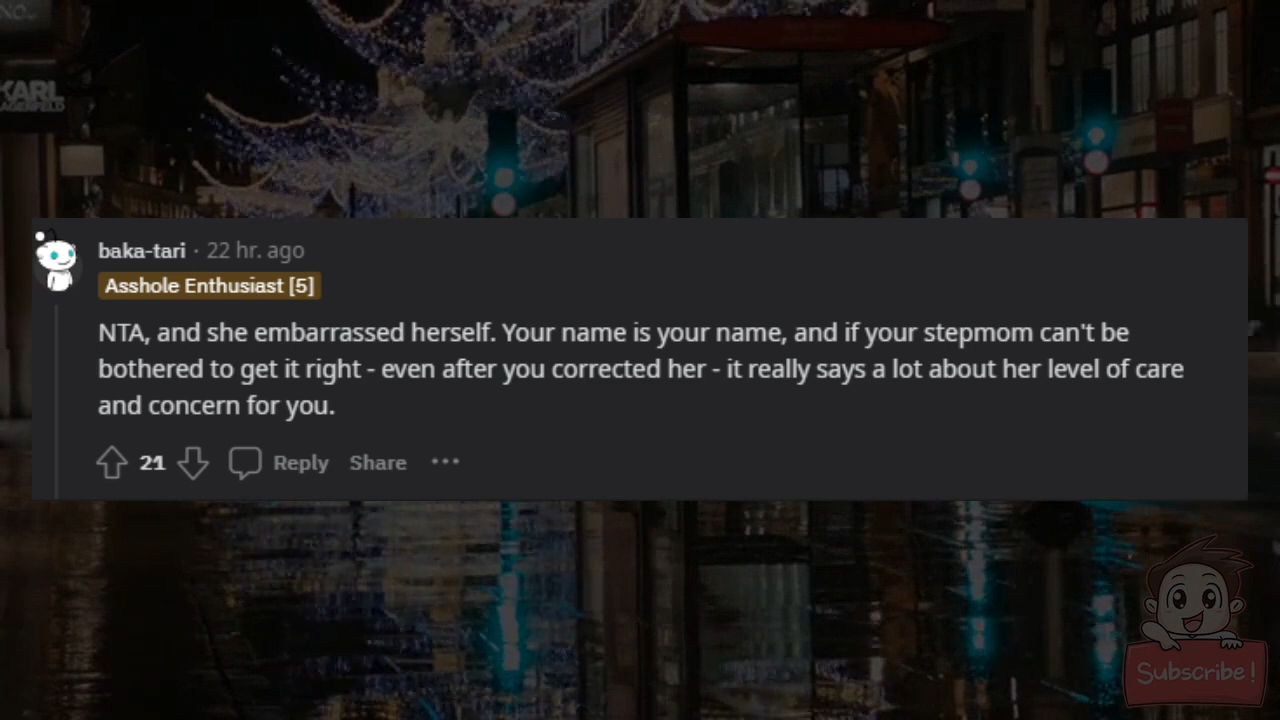 KARL
LAGERFELD
baka-tari · 22 hr. ago
Asshole Enthusiast [5]
NTA, and she embarrassed herself. Your name is your name, and if your stepmom can't be
bothered to get it right - even after you corrected her - it really says a lot about her level of care
and concern for you.
21 Reply Share ···
Subscribe!